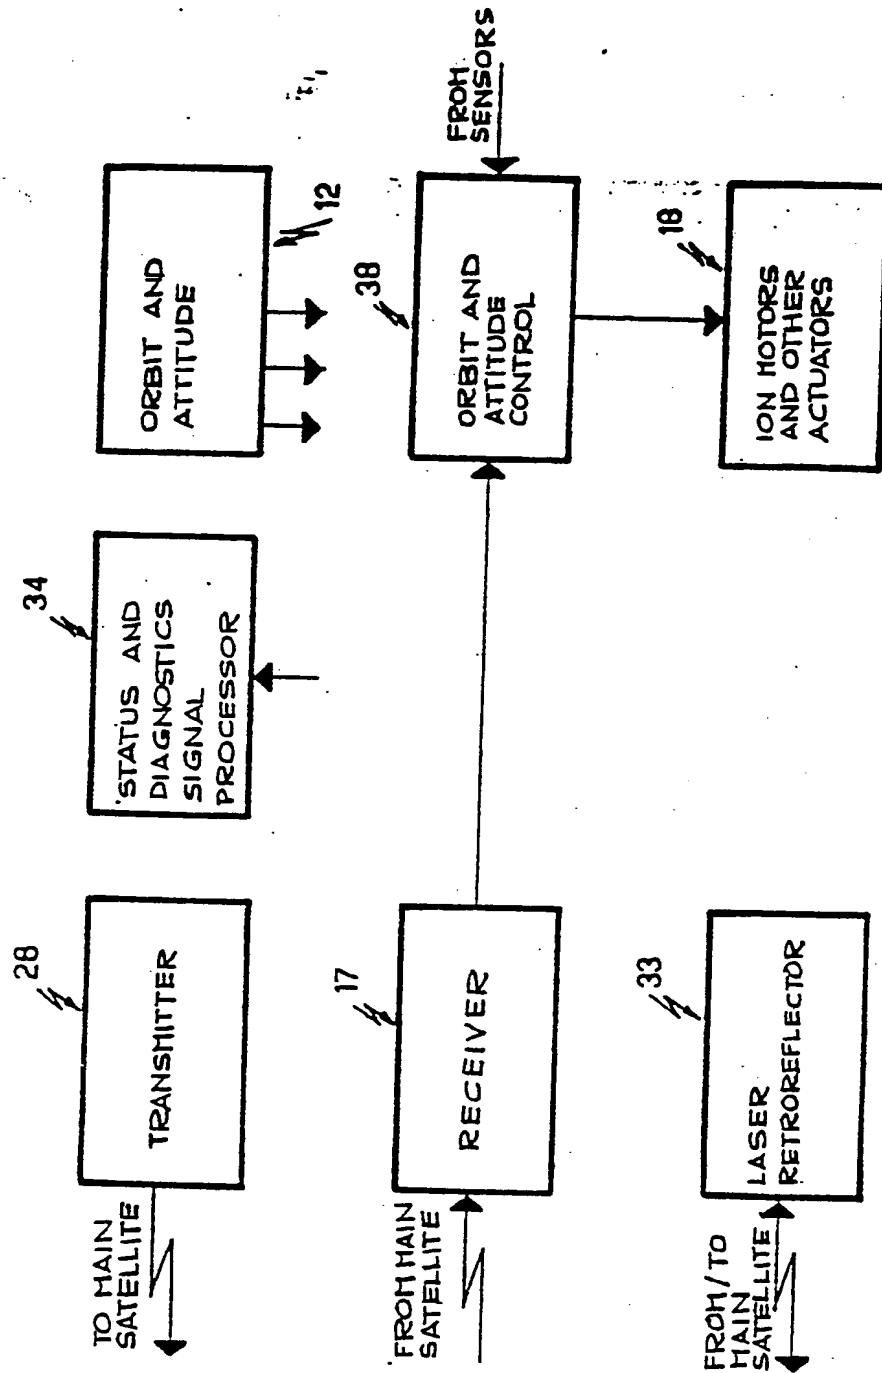 28
TO MAIN
SATELLITE
TRANSMITTER
34
STATUS AND
DIAGNOSTICS
SIGNAL
PROCESSOR
ORBIT AND
ATTITUDE
12
17
FROM MAIN
SATELLITE
RECEIVER
38
ORBIT AND
ATTITUDE
CONTROL
FROM
SENSORS
33
FROM/TO
MAIN
SATELLITE
LASER
RETROREFLECTOR
18
ION MOTORS
AND OTHER
ACTUATORS